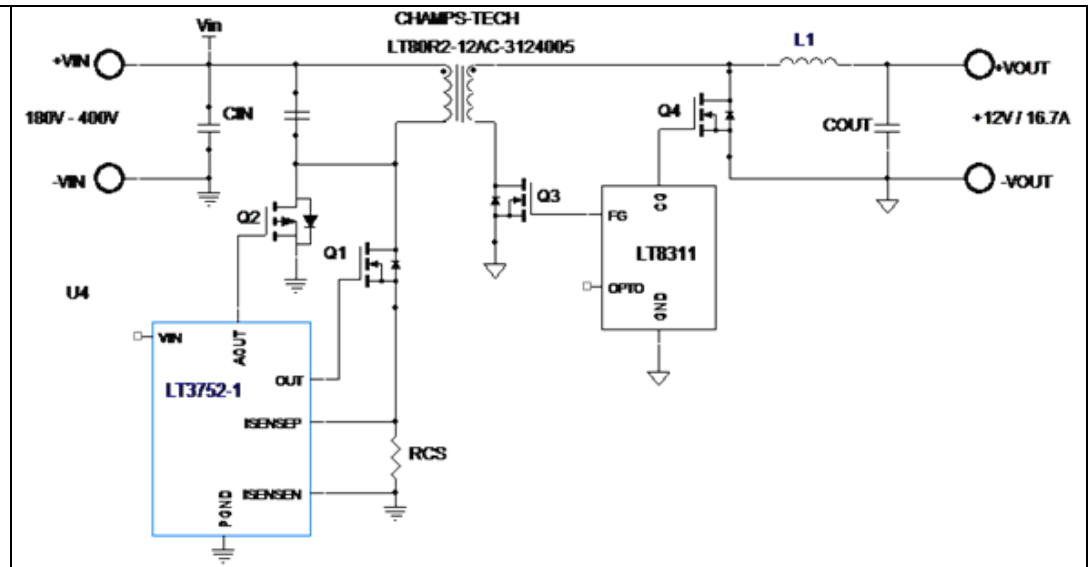 CHAMPS-TECH
LT80R2-12AC-3124005
Vin
L1
+VIN
+VOUT
180V - 400V
CIN
Q4
COUT
+12V / 16.7A
-VIN
-VOUT
Q2
Q3
FG
CG
LT8311
Q1
OPTO
GND
U4
VIN
AOUT
LT3752-1
OUT
ISENSEP
RCS
ISENSEN
PGND